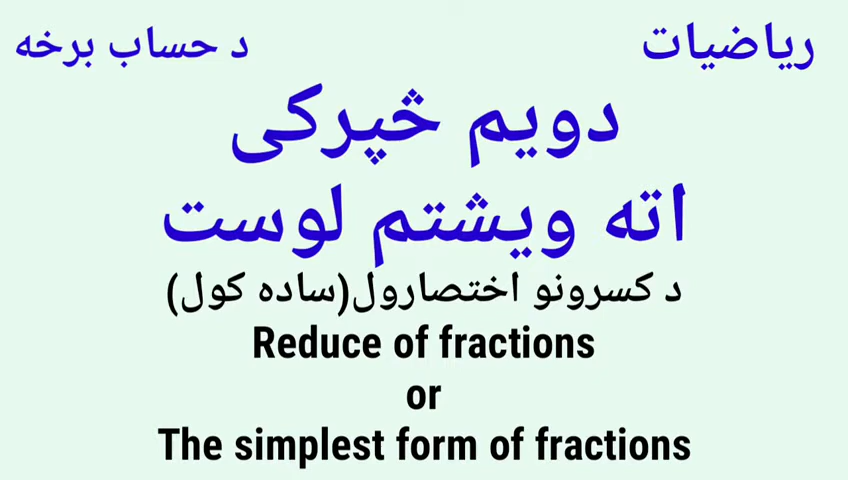 ریاضیات
د حساب برخه
دویم څپرکی
اته ویشتم لوست
د کسرونو اختصارول(ساده کول)
Reduce of fractions
or
The simplest form of fractions